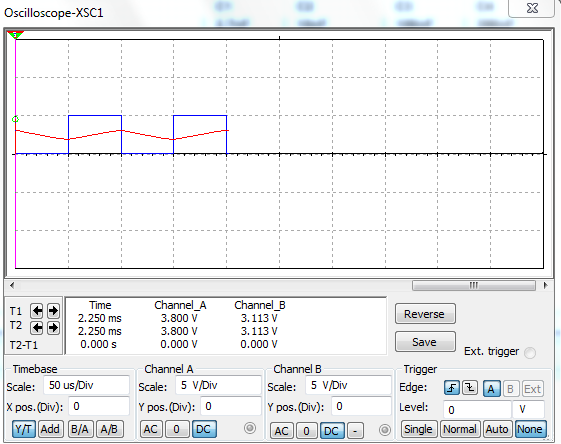 Oscilloscope-XSC1
T1
T2
T2-T1
Time Channel_A Channel_B
2.250 ms 3.800 V 3.113 V
2.250 ms 3.800 V 3.113 V
0.000 s 0.000 V 0.000 V
Reverse
Save
Ext. trigger
Timebase
Scale: 50 us/Div
X pos.(Div): 0
Y/T Add B/A A/B
Channel A
Scale: 5 V/Div
Y pos.(Div): 0
AC 0 DC
Channel B
Scale: 5 V/Div
Y pos.(Div): 0
AC 0 DC -
Trigger
Edge: A B Ext
Level: 0 V
Single Normal Auto None